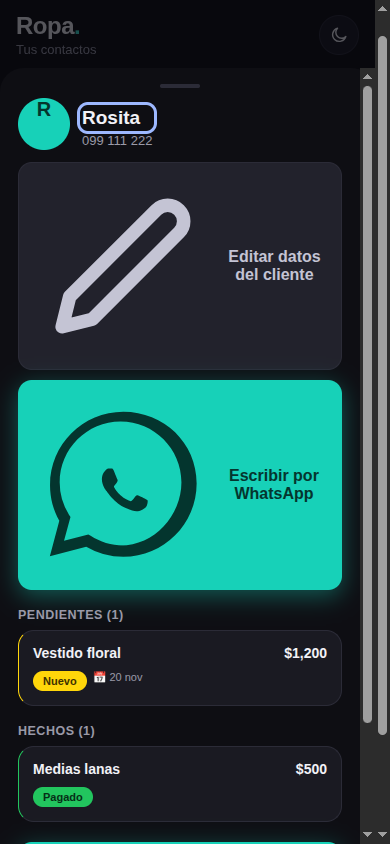 Ropa.
Tus contactos
R
Rosita
099 111 222
Editar datos
del cliente
Escribir por
WhatsApp
PENDIENTES (1)
Vestido floral
$1,200
Nuevo
📅 20 nov
HECHOS (1)
Medias lanas
$500
Pagado